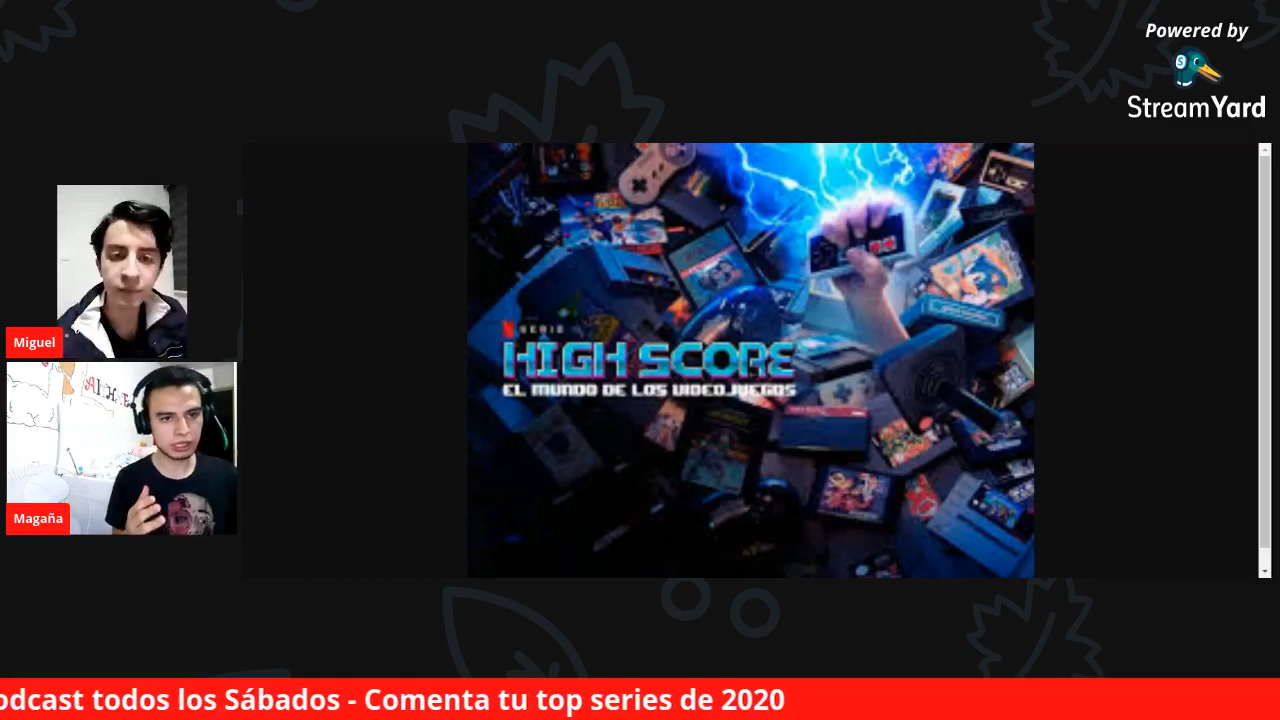 Powered by
StreamYard
N SERIE
HIGH SCORE
EL MUNDO DE LOS VIDEOJUEGOS
Miguel
Magaña
odcast todos los Sábados - Comenta tu top series de 2020